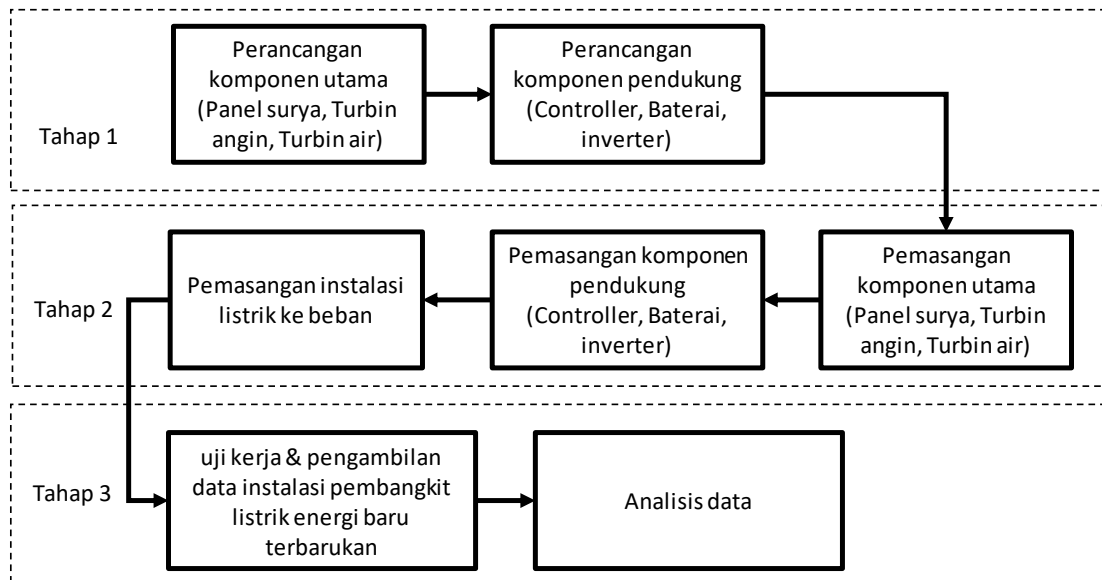 Tahap 1
Perancangan
komponen utama
(Panel surya, Turbin
angin, Turbin air)
Perancangan
komponen pendukung
(Controller, Baterai,
inverter)
Tahap 2
Pemasangan instalasi
listrik ke beban
Pemasangan komponen
pendukung
(Controller, Baterai,
inverter)
Pemasangan
komponen utama
(Panel surya, Turbin
angin, Turbin air)
Tahap 3
uji kerja & pengambilan
data instalasi pembangkit
listrik energi baru
terbarukan
Analisis data